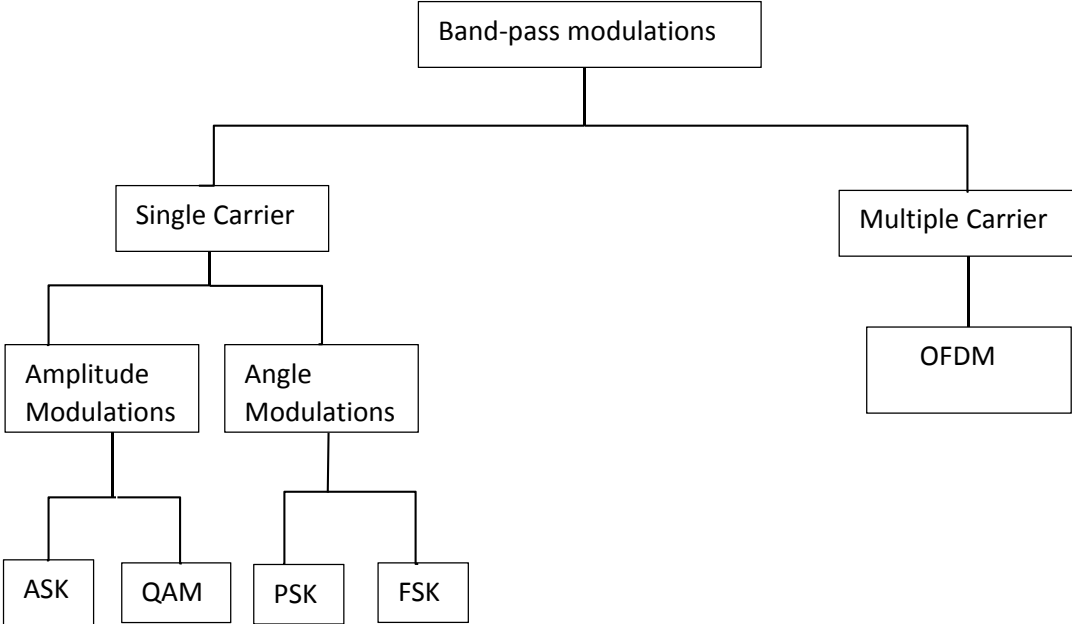 Band-pass modulations
Single Carrier
Multiple Carrier
Amplitude
Modulations
Angle
Modulations
OFDM
ASK
QAM
PSK
FSK